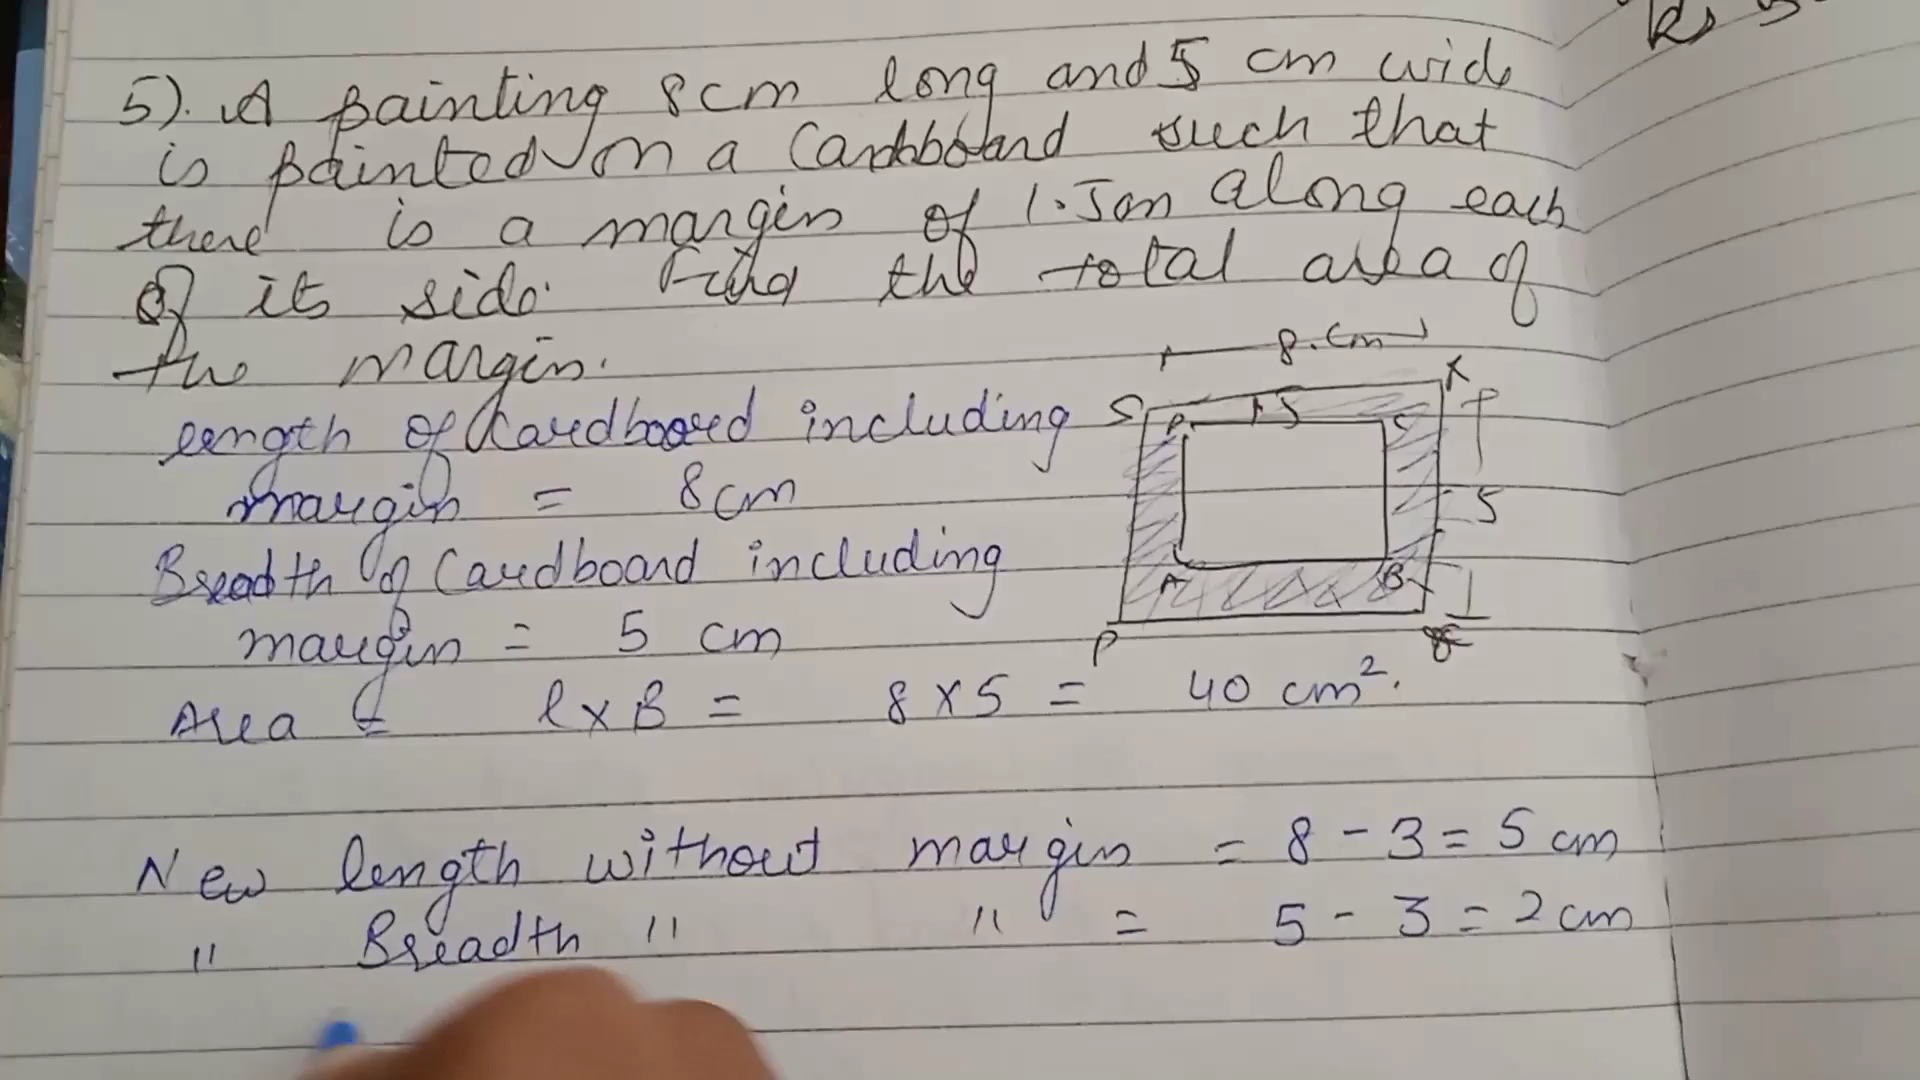 5). A painting 8cm long and 5 cm wide
is painted on a Cardboard such that
there is a margin of 1.5cm along each
of its side. Find the total area of
the margin.
8.cm
length of Cardboard including
margin = 8cm
Breadth of Cardboard including
margin = 5 cm
Area = l x B = 8 x 5 = 40 cm².
S
1.5
C
5
A
B
P
New length without margin = 8 - 3 = 5 cm
" Breadth " " = 5 - 3 = 2 cm